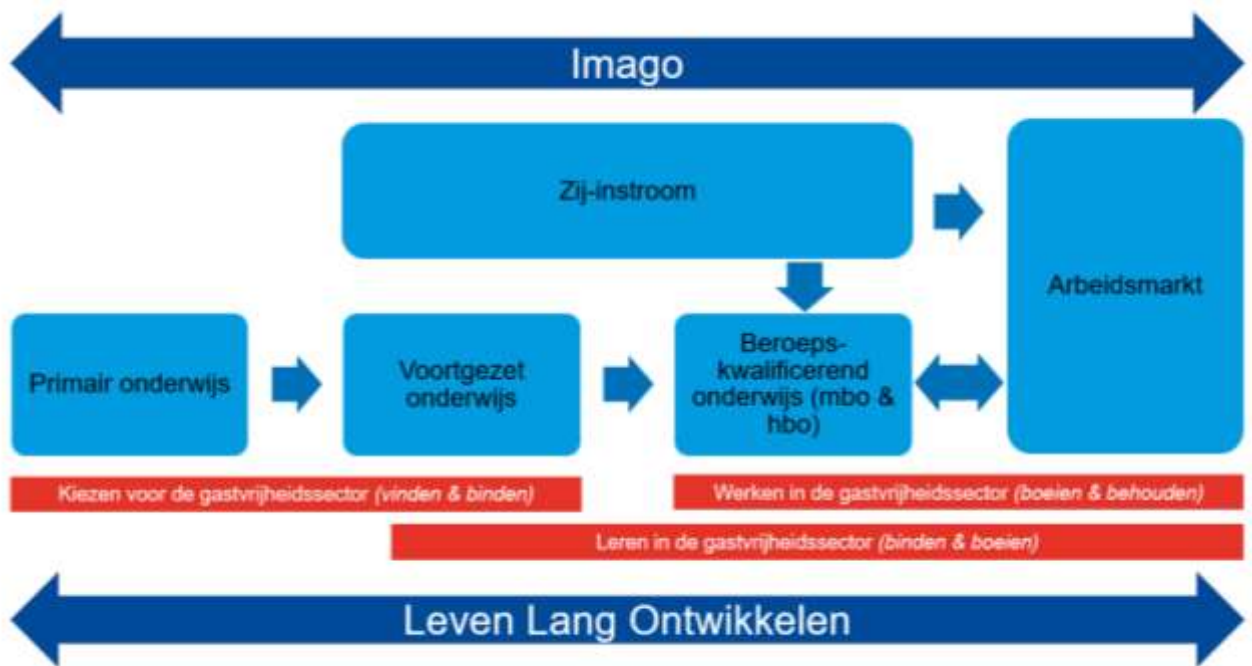 Imago
Zij-instroom
Arbeidsmarkt
Primair onderwijs
Voortgezet
onderwijs
Beroeps-
kwalificerend
onderwijs (mbo &
hbo)
Kiezen voor de gastvrijheidssector (vinden & binden)
Werken in de gastvrijheidssector (boeien & behouden)
Leren in de gastvrijheidssector (binden & boeien)
Leven Lang Ontwikkelen